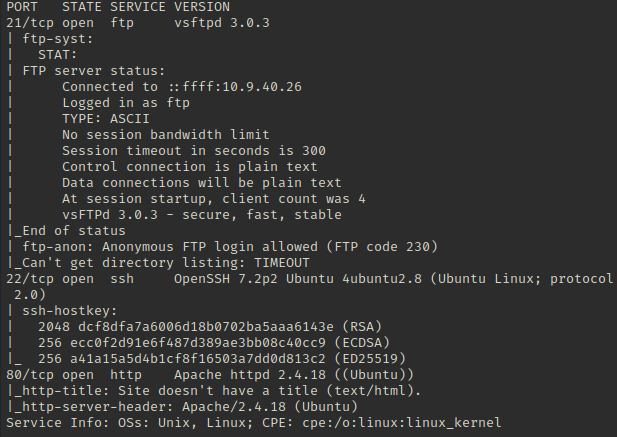 PORT   STATE SERVICE VERSION
21/tcp open  ftp     vsftpd 3.0.3
| ftp-syst:
|   STAT:
| FTP server status:
|      Connected to ::ffff:10.9.40.26
|      Logged in as ftp
|      TYPE: ASCII
|      No session bandwidth limit
|      Session timeout in seconds is 300
|      Control connection is plain text
|      Data connections will be plain text
|      At session startup, client count was 4
|      vsFTPd 3.0.3 - secure, fast, stable
|_End of status
| ftp-anon: Anonymous FTP login allowed (FTP code 230)
|_Can't get directory listing: TIMEOUT
22/tcp open  ssh     OpenSSH 7.2p2 Ubuntu 4ubuntu2.8 (Ubuntu Linux; protocol
 2.0)
| ssh-hostkey:
|   2048 dcf8dfa7a6006d18b0702ba5aaa6143e (RSA)
|   256 ecc0f2d91e6f487d389ae3bb08c40cc9 (ECDSA)
|_  256 a41a15a5d4b1cf8f16503a7dd0d813c2 (ED25519)
80/tcp open  http    Apache httpd 2.4.18 ((Ubuntu))
|_http-title: Site doesn't have a title (text/html).
|_http-server-header: Apache/2.4.18 (Ubuntu)
Service Info: OSs: Unix, Linux; CPE: cpe:/o:linux:linux_kernel